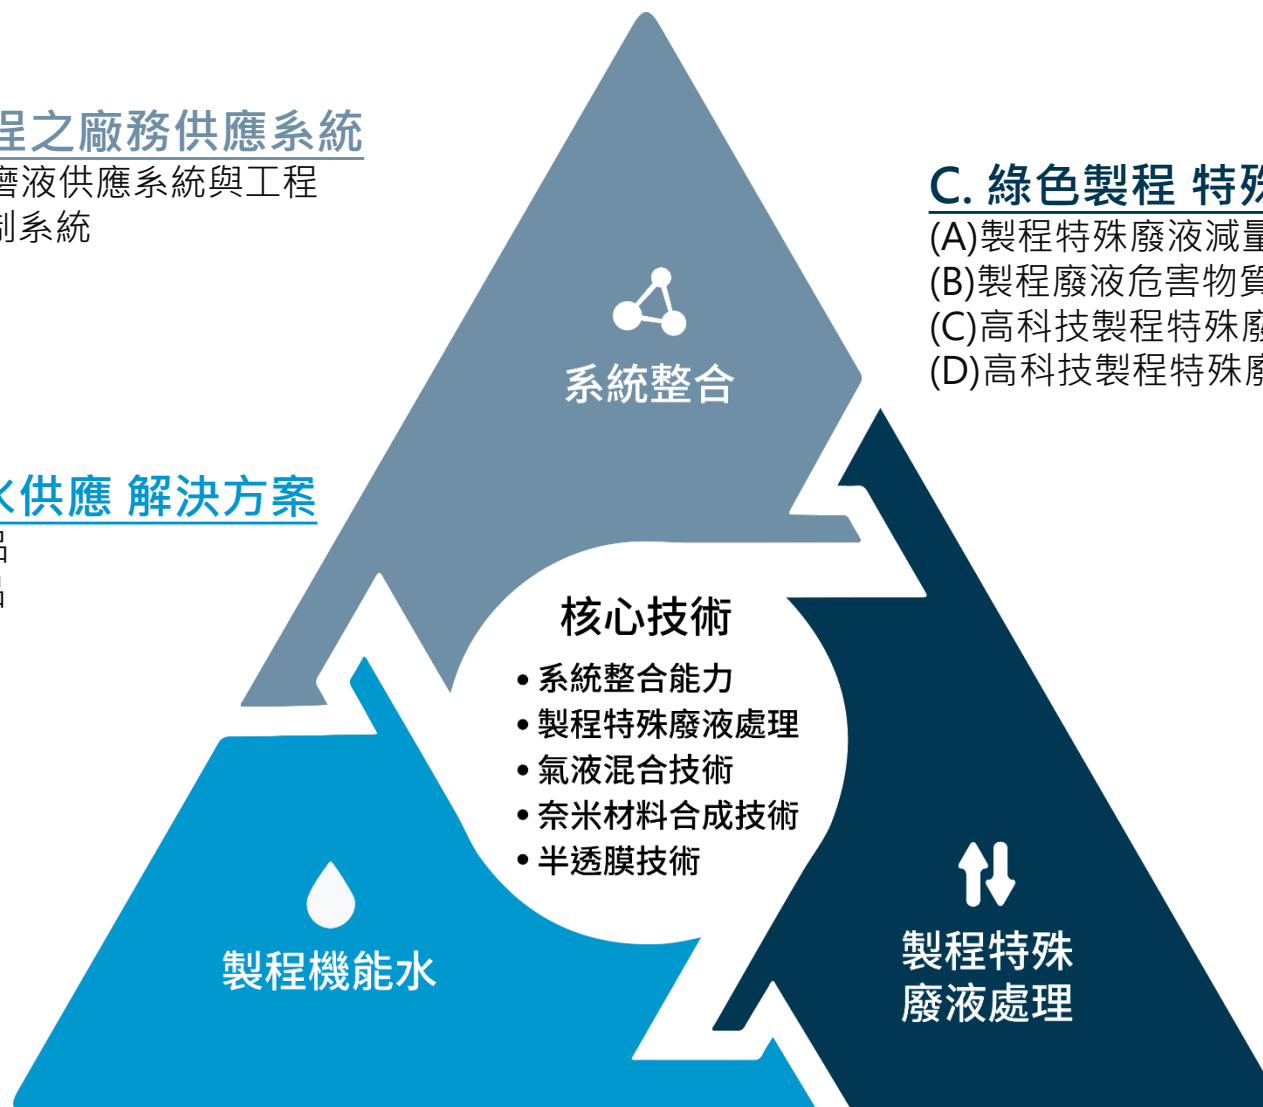 程之廠務供應系統
磨液供應系統與工程
制系統
水供應 解決方案
品
品
C. 綠色製程 特殊
(A)製程特殊廢液減量
(B)製程廢液危害物質
(C)高科技製程特殊廢
(D)高科技製程特殊廢
系統整合
核心技術
• 系統整合能力
• 製程特殊廢液處理
• 氣液混合技術
• 奈米材料合成技術
• 半透膜技術
製程機能水
製程特殊
廢液處理